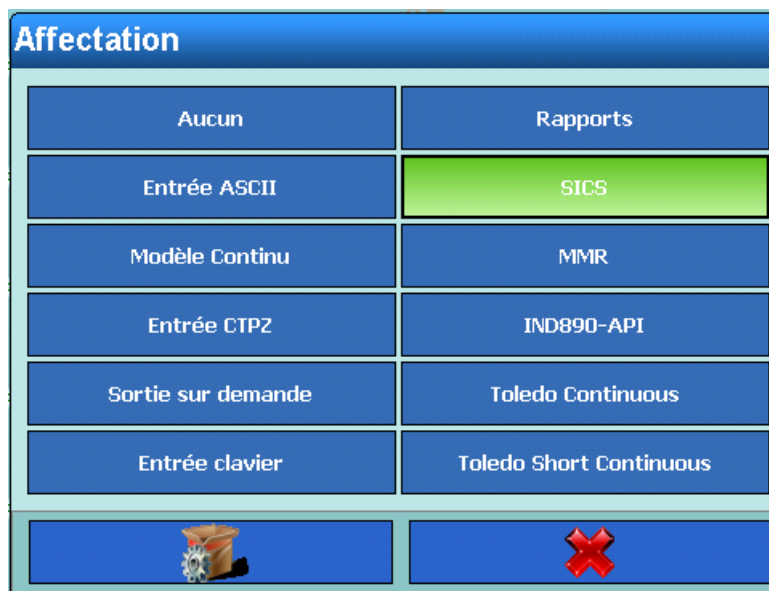 Affectation
Aucun
Rapports
Entrée ASCII
SICS
Modèle Continu
MMR
Entrée CTPZ
IND890-API
Sortie sur demande
Toledo Continuous
Entrée clavier
Toledo Short Continuous